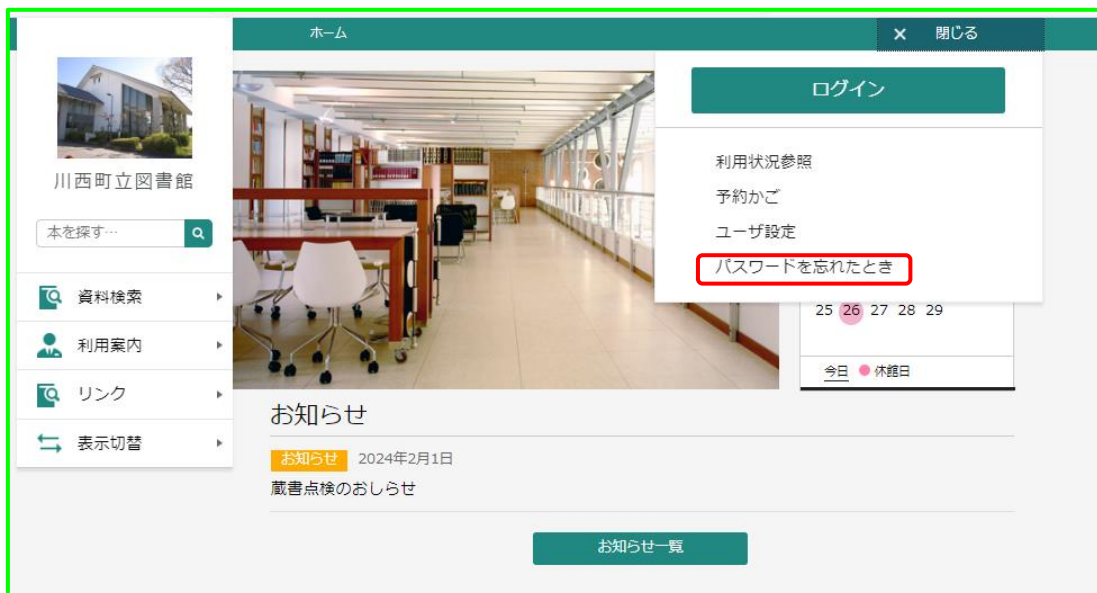 ホーム
× 閉じる
川西町立図書館
本を探す…
資料検索
利用案内
リンク
表示切替
ログイン
利用状況参照
予約かご
ユーザ設定
パスワードを忘れたとき
25 26 27 28 29
今日 休館日
お知らせ
お知らせ 2024年2月1日
蔵書点検のおしらせ
お知らせ一覧